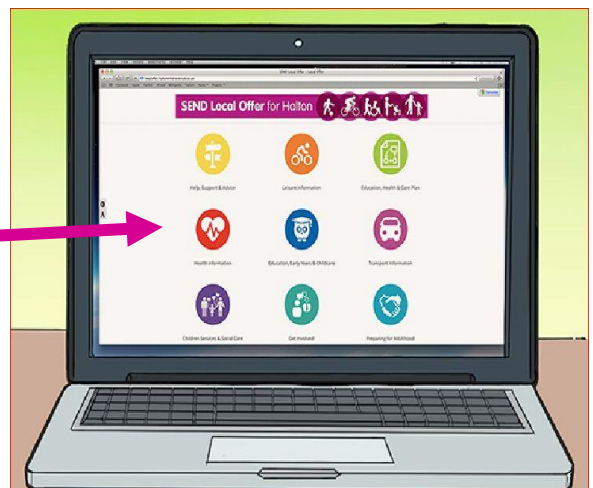 SEND Local Offer for Halton
Help, Support & Advice
Leisure Information
Education, Health & Care Plan
Health Information
Education, Early Years & Childcare
Transport Information
Children Services & Social Care
Get Involved!
Preparing for Adulthood